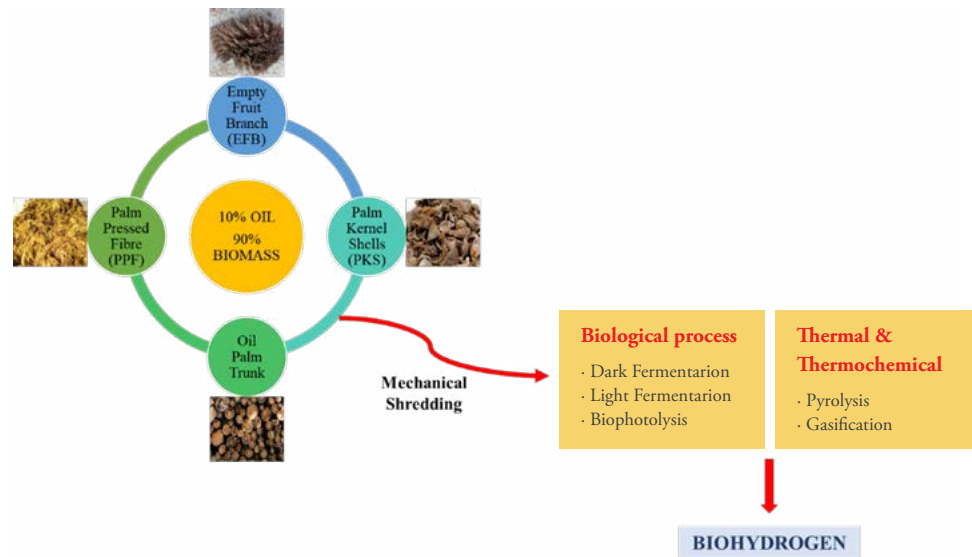 Empty
Fruit
Branch
(EFB)
Palm
Pressed
Fibre
(PPF)
10% OIL
90%
BIOMASS
Palm
Kernel
Shells
(PKS)
Oil
Palm
Trunk
Mechanical
Shredding
Biological process
· Dark Fermentarion
· Light Fermentarion
· Biophotolysis
Thermal &
Thermochemical
· Pyrolysis
· Gasification
BIOHYDROGEN